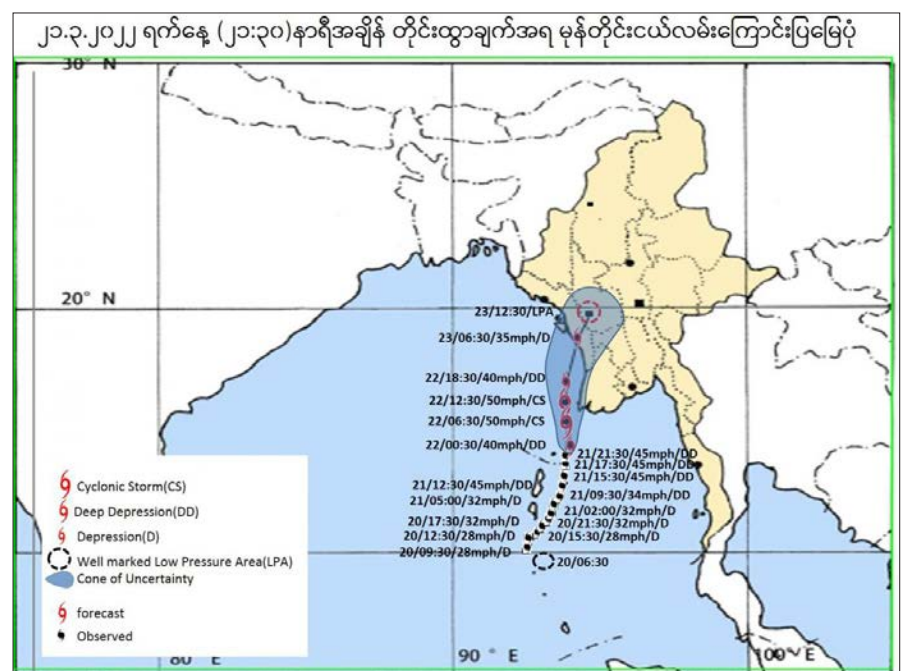 ၂၁.၃.၂၀၂၂ ရက်နေ့ (၂၁:၃၀)နာရီအချိန် တိုင်းထွာချက်အရ မုန်တိုင်းငယ်လမ်းကြောင်းပြမြေပုံ
30° N
20° N
23/12:30/LPA
23/06:30/35mph/D
22/18:30/40mph/DD
22/12:30/50mph/CS
22/06:30/50mph/CS
22/00:30/40mph/DD
21/21:30/45mph/DD
21/17:30/45mph/DD
21/15:30/45mph/DD
21/12:30/45mph/DD
21/09:30/34mph/DD
21/05:00/32mph/D
21/02:00/32mph/D
20/17:30/32mph/D
20/21:30/32mph/D
20/12:30/28mph/D
20/15:30/28mph/D
20/09:30/28mph/D
20/06:30
Cyclonic Storm(CS)
Deep Depression(DD)
Depression(D)
Well marked Low Pressure Area(LPA)
Cone of Uncertainty
forecast
Observed
80° E
90° E
100° E